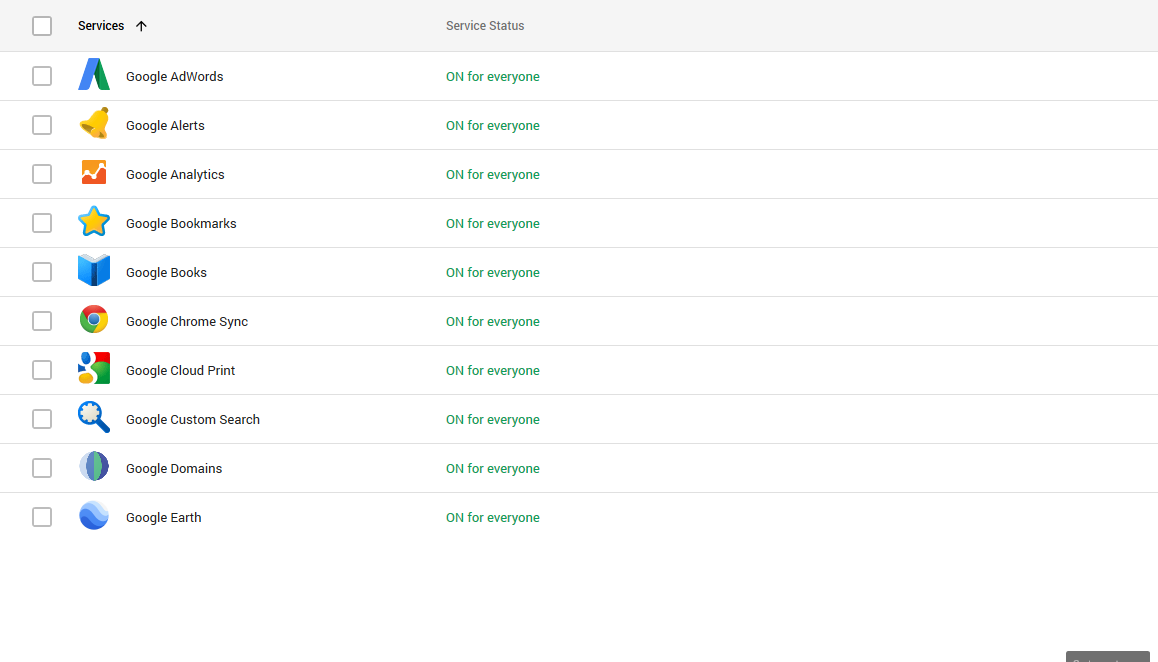 Services Service Status
Google AdWords ON for everyone
Google Alerts ON for everyone
Google Analytics ON for everyone
Google Bookmarks ON for everyone
Google Books ON for everyone
Google Chrome Sync ON for everyone
Google Cloud Print ON for everyone
Google Custom Search ON for everyone
Google Domains ON for everyone
Google Earth ON for everyone